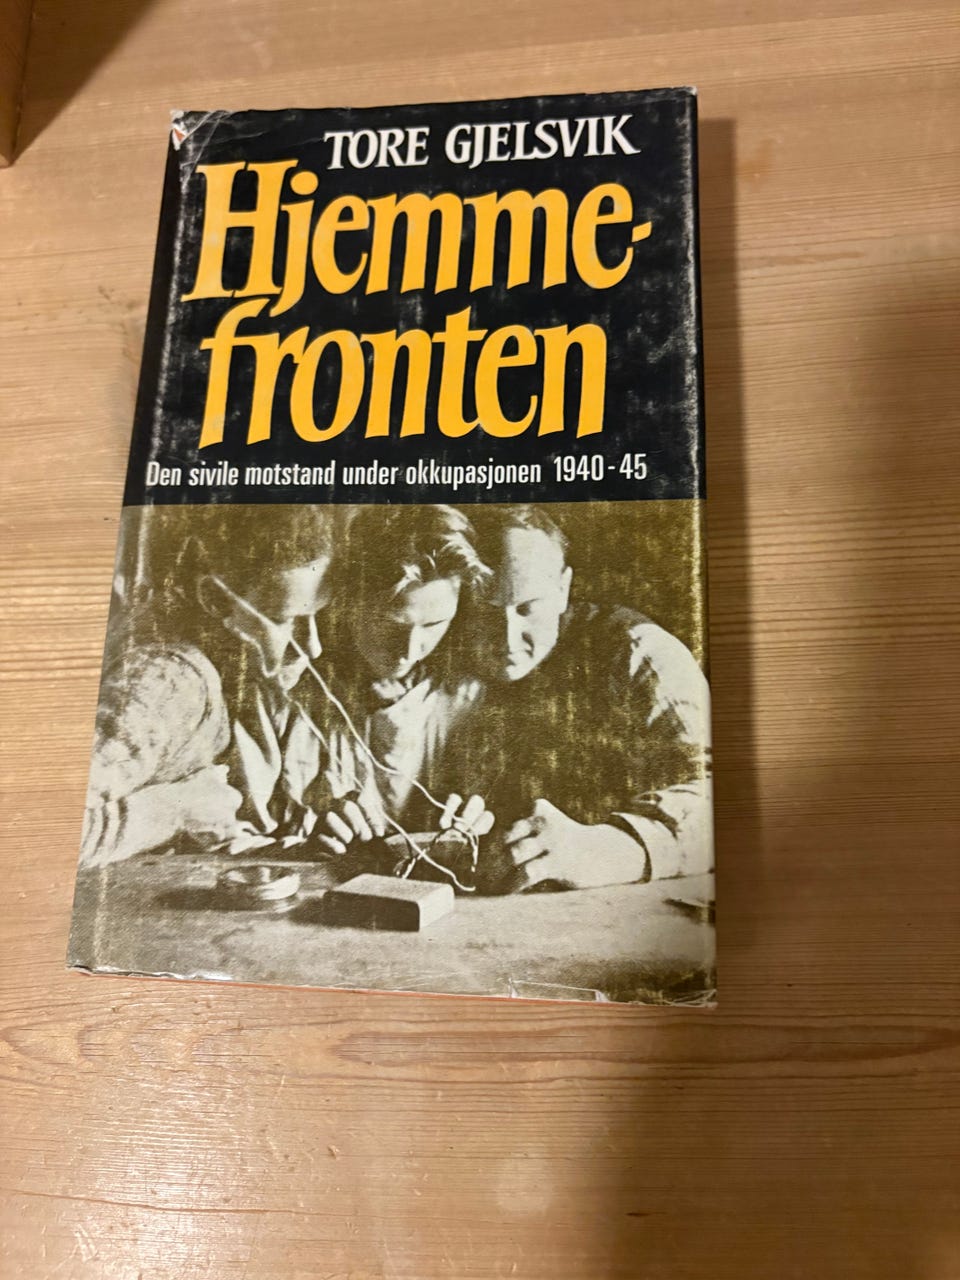 TORE GJELSVIK
Hjemme-
fronten
Den sivile motstand under okkupasjonen 1940-45